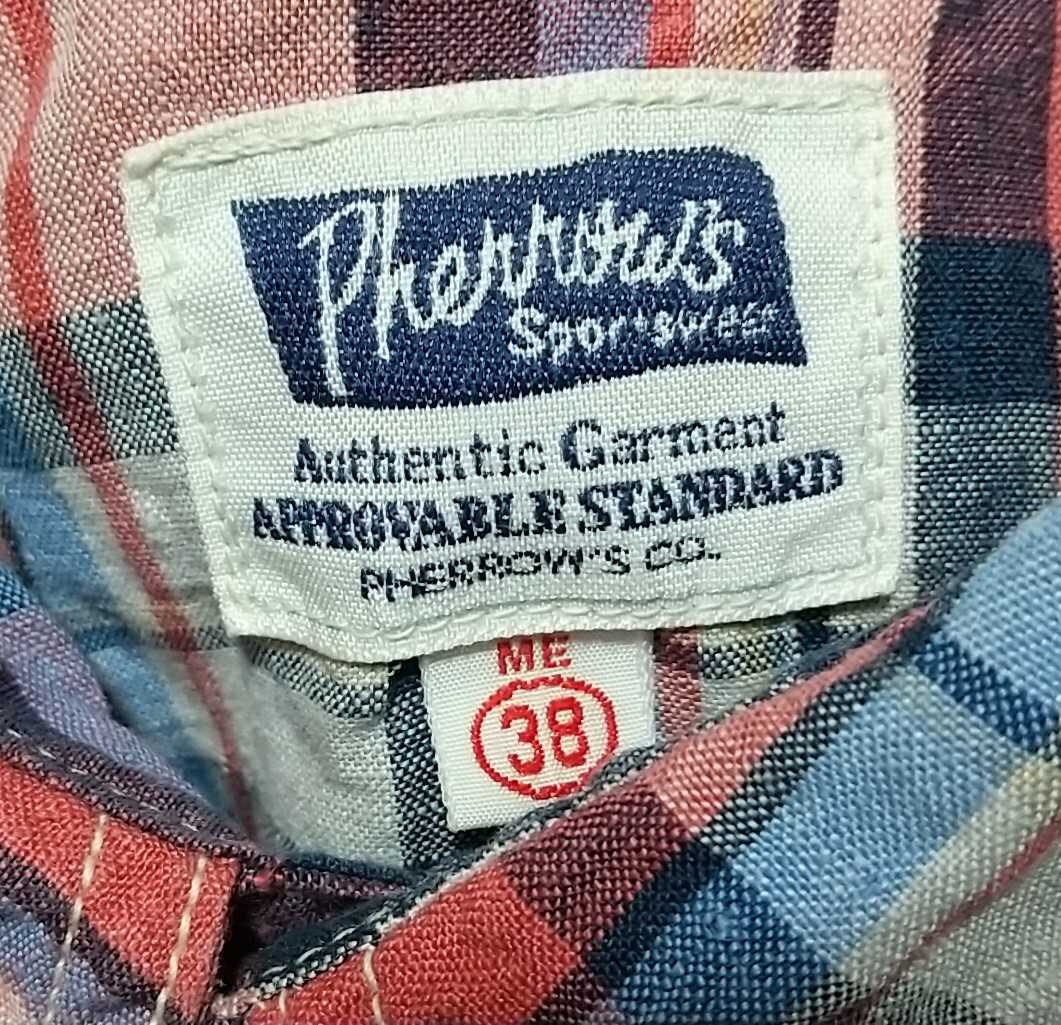 Pherrow's
Sportswear
Authentic Garment
APPROVABLE STANDARD
PHERROW'S CO.
ME
38